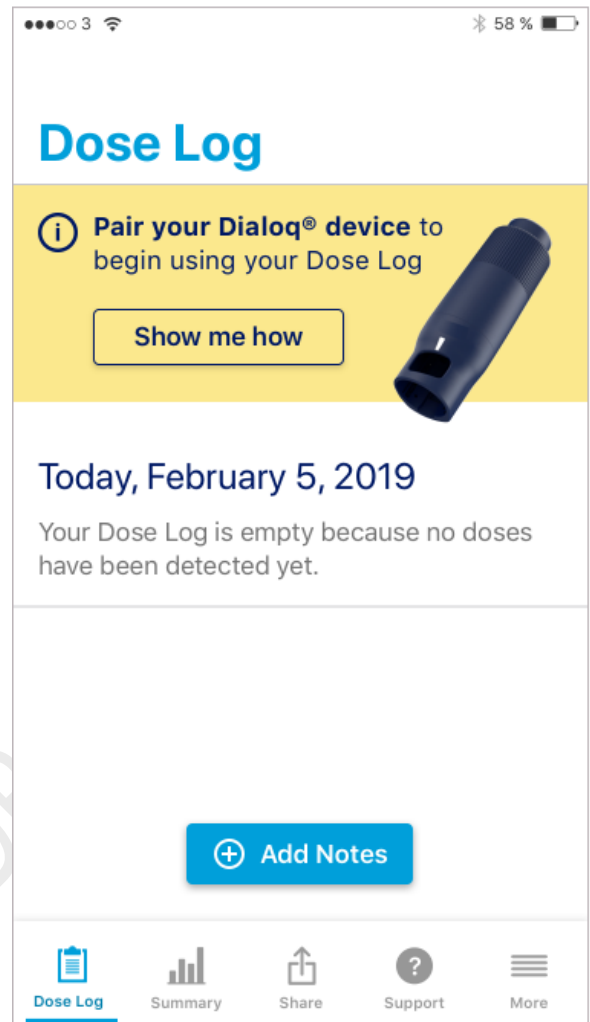 3
58 %
Dose Log
Pair your Dialoq® device to
begin using your Dose Log
Show me how
Today, February 5, 2019
Your Dose Log is empty because no doses
have been detected yet.
Add Notes
Dose Log Summary Share Support More